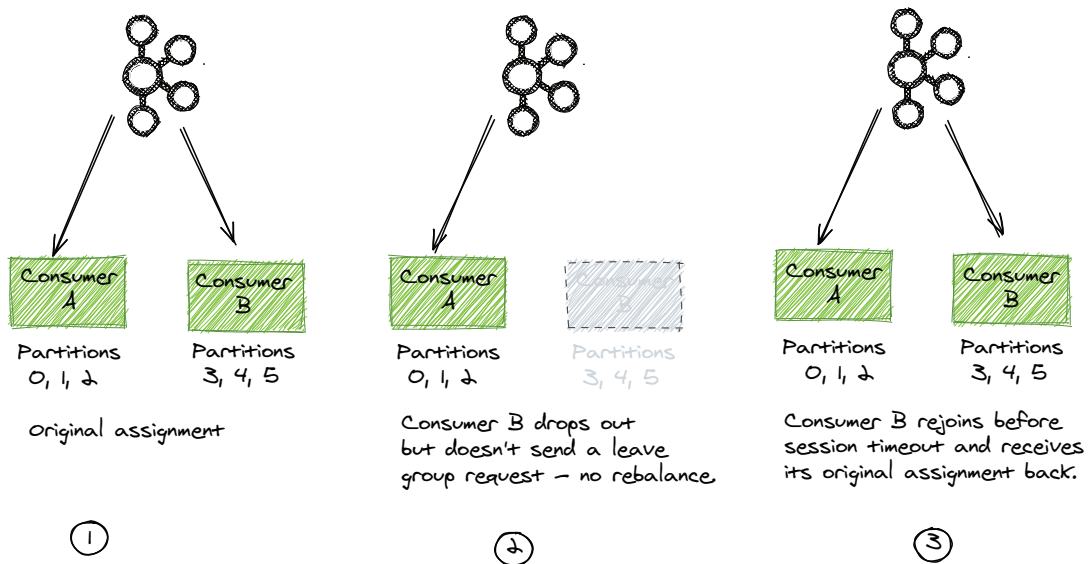 Consumer
A
Partitions
0, 1, 2
Consumer
B
Partitions
3, 4, 5
Original assignment
1
Consumer
A
Partitions
0, 1, 2
Consumer
B
Partitions
3, 4, 5
Consumer B drops out
but doesn't send a leave
group request – no rebalance.
2
Consumer
A
Partitions
0, 1, 2
Consumer
B
Partitions
3, 4, 5
Consumer B rejoins before
session timeout and receives
its original assignment back.
3